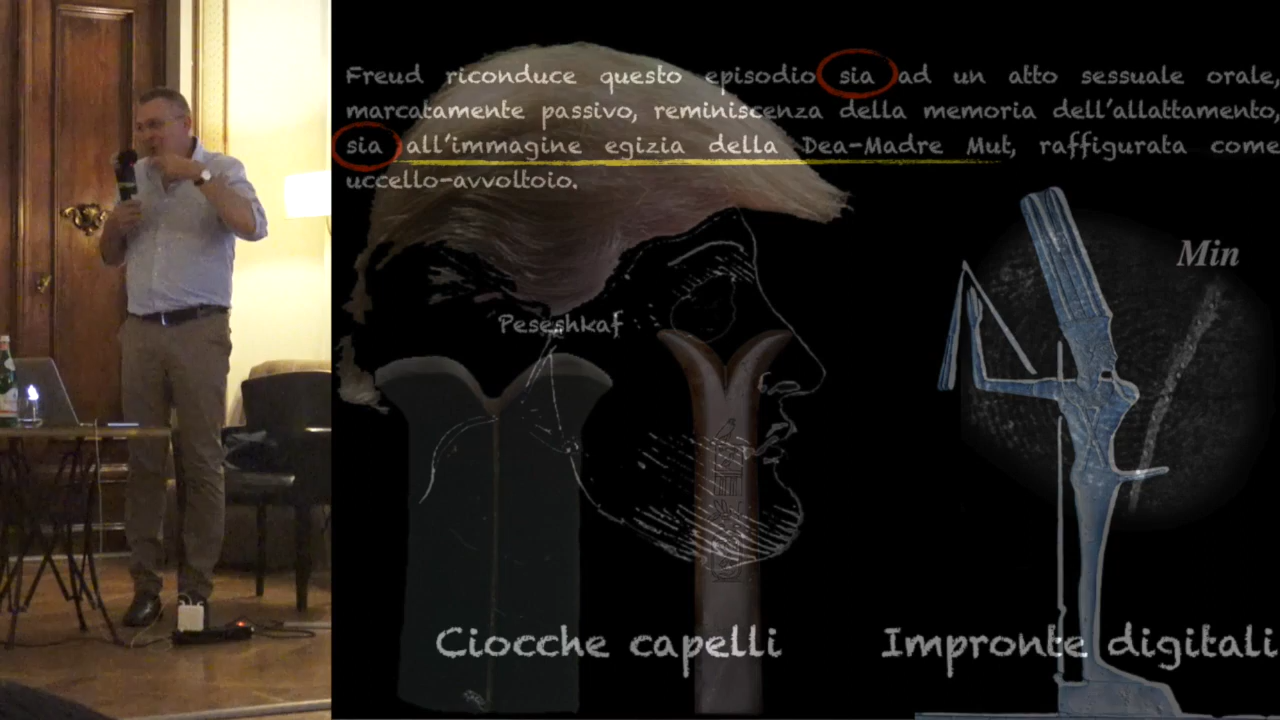 Freud riconduce questo episodio sia ad un atto sessuale orale,
marcatamente passivo, reminiscenza della memoria dell'allattamento,
sia all'immagine egizia della Dea-Madre Mut, raffigurata come
uccello-avvoltoio.
Min
Peseshkaf
Ciocche capelli
Impronte digitali